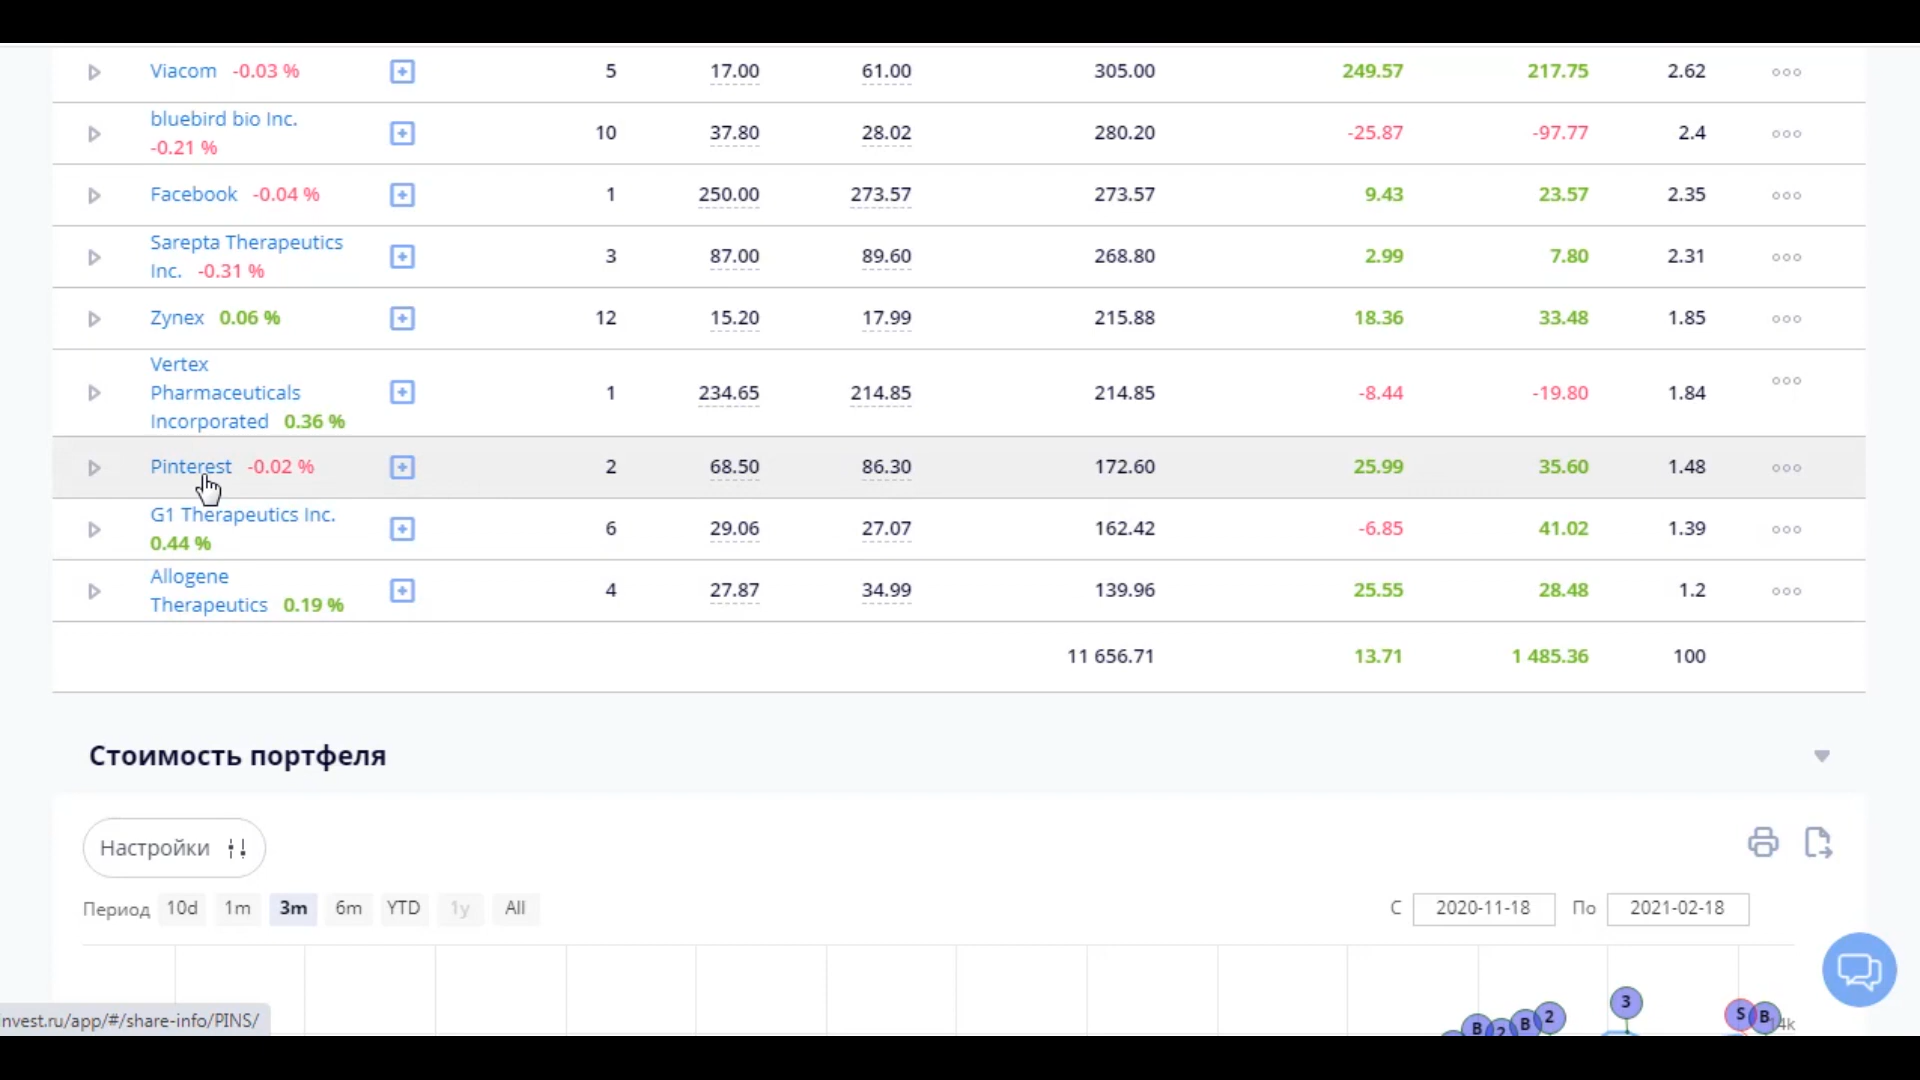 Viacom -0.03 % 5 17.00 61.00 305.00 249.57 217.75 2.62
bluebird bio Inc.
-0.21 % 10 37.80 28.02 280.20 -25.87 -97.77 2.4
Facebook -0.04 % 1 250.00 273.57 273.57 9.43 23.57 2.35
Sarepta Therapeutics
Inc. -0.31 % 3 87.00 89.60 268.80 2.99 7.80 2.31
Zynex 0.06 % 12 15.20 17.99 215.88 18.36 33.48 1.85
Vertex
Pharmaceuticals 1 234.65 214.85 214.85 -8.44 -19.80 1.84
Incorporated 0.36 %
Pinterest -0.02 % 2 68.50 86.30 172.60 25.99 35.60 1.48
G1 Therapeutics Inc.
0.44 % 6 29.06 27.07 162.42 -6.85 41.02 1.39
Allogene
Therapeutics 0.19 % 4 27.87 34.99 139.96 25.55 28.48 1.2
11 656.71 13.71 1 485.36 100
Стоимость портфеля
Настройки
Период 10d 1m 3m 6m YTD 1y All С 2020-11-18 По 2021-02-18
3
B 2 B 2 S B 14k
nvest.ru/app/#/share-info/PINS/